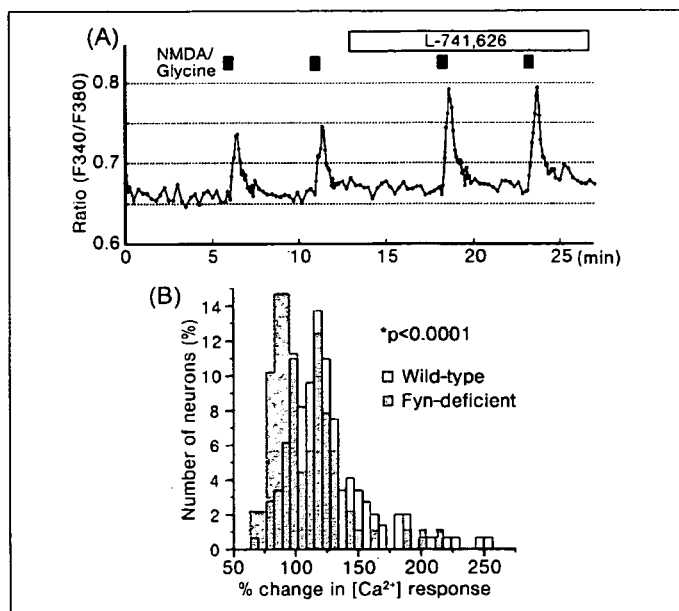 (A)
L-741,626
NMDA/
Glycine
Ratio (F340/F380)
0.8
0.7
0.6
0 5 10 15 20 25 (min)
(B)
Number of neurons (%)
14
12
10
8
6
4
2
0
*p<0.0001
Wild-type
Fyn-deficient
50 100 150 200 250
% change in [Ca²⁺] response